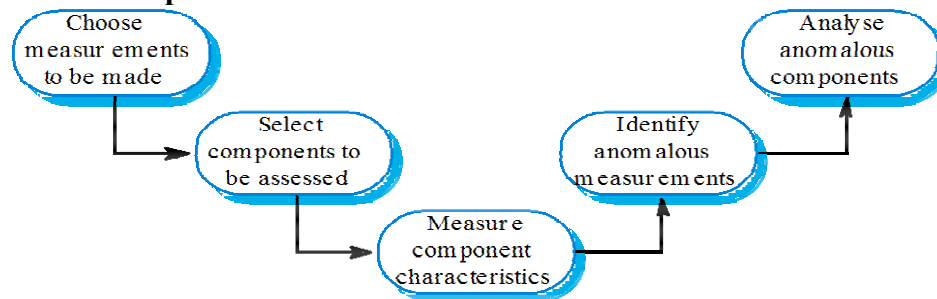 Choose
measurements
to be made
Select
components to
be assessed
Measure
component
characteristics
Identify
anomalous
measurements
Analyse
anomalous
components